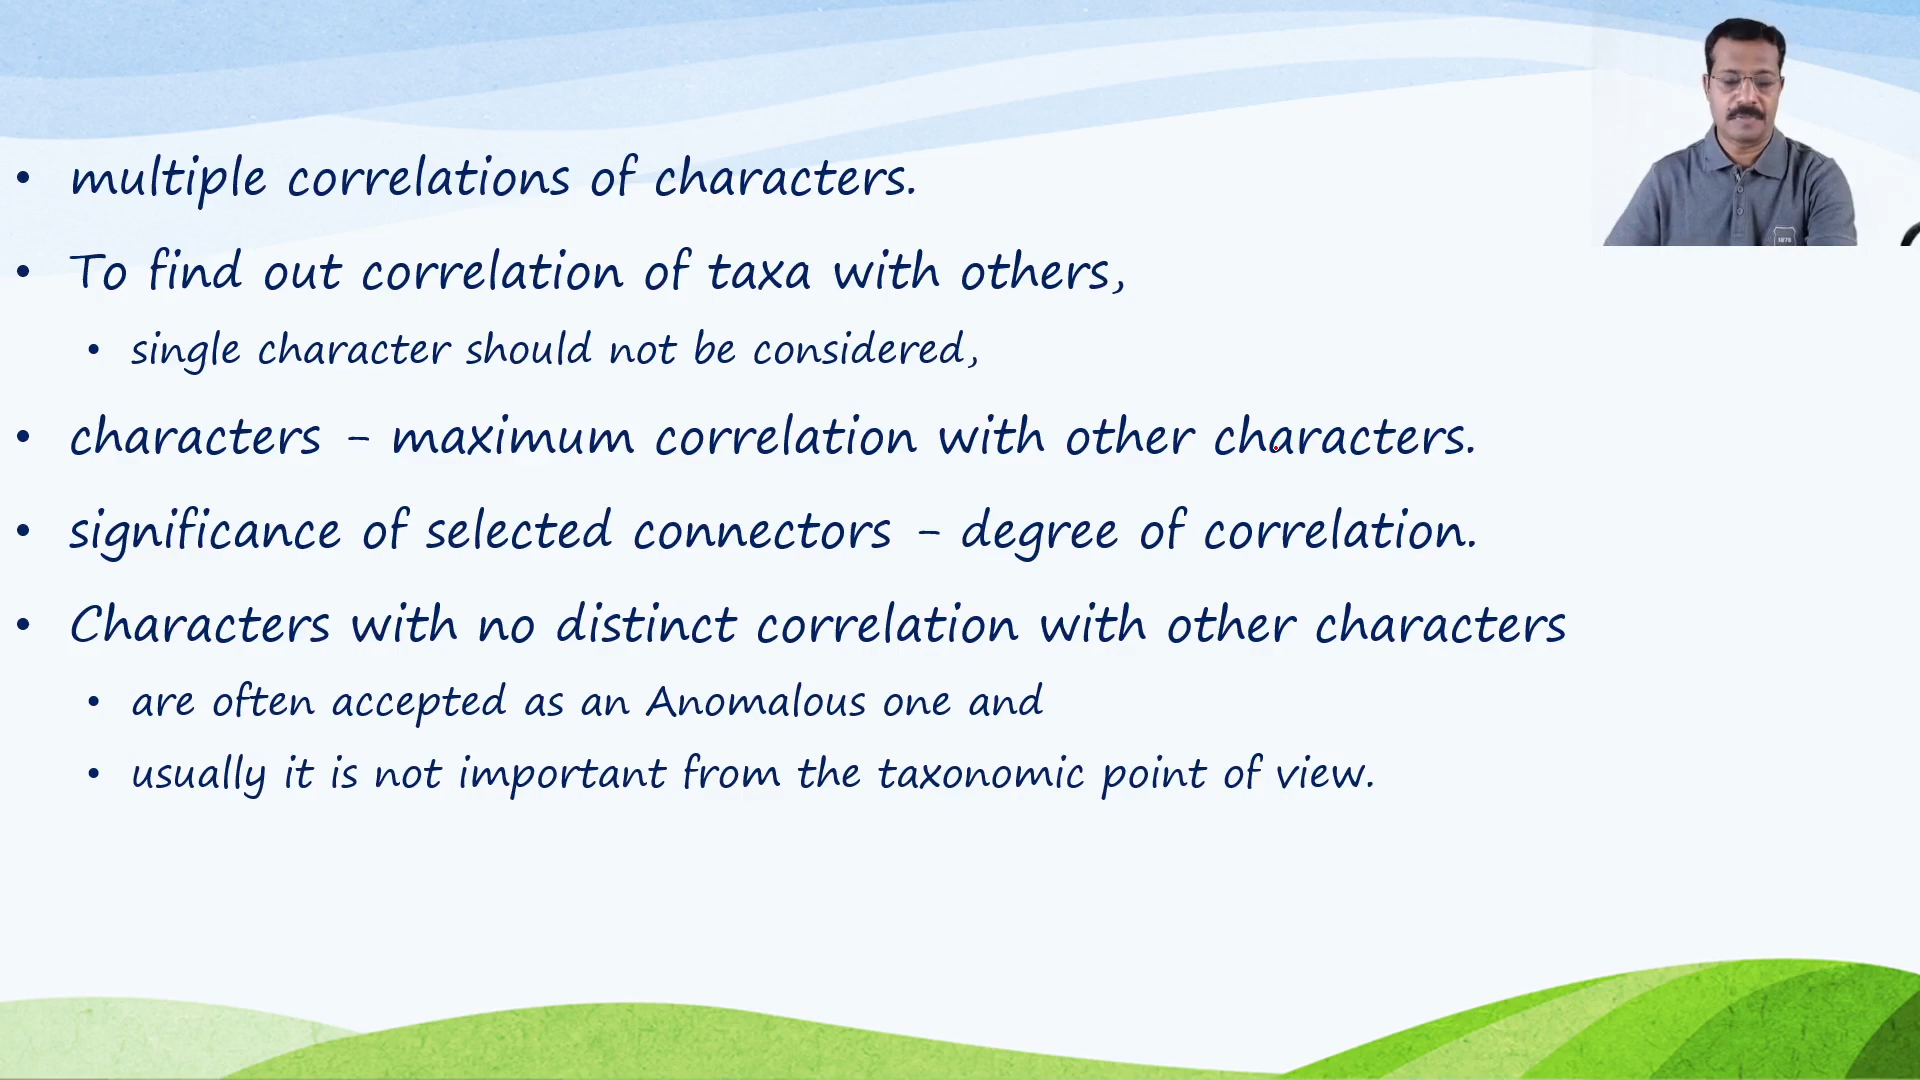 • multiple correlations of characters.
• To find out correlation of taxa with others,
• single character should not be considered,
• characters - maximum correlation with other characters.
• significance of selected connectors - degree of correlation.
• Characters with no distinct correlation with other characters
• are often accepted as an Anomalous one and
• usually it is not important from the taxonomic point of view.